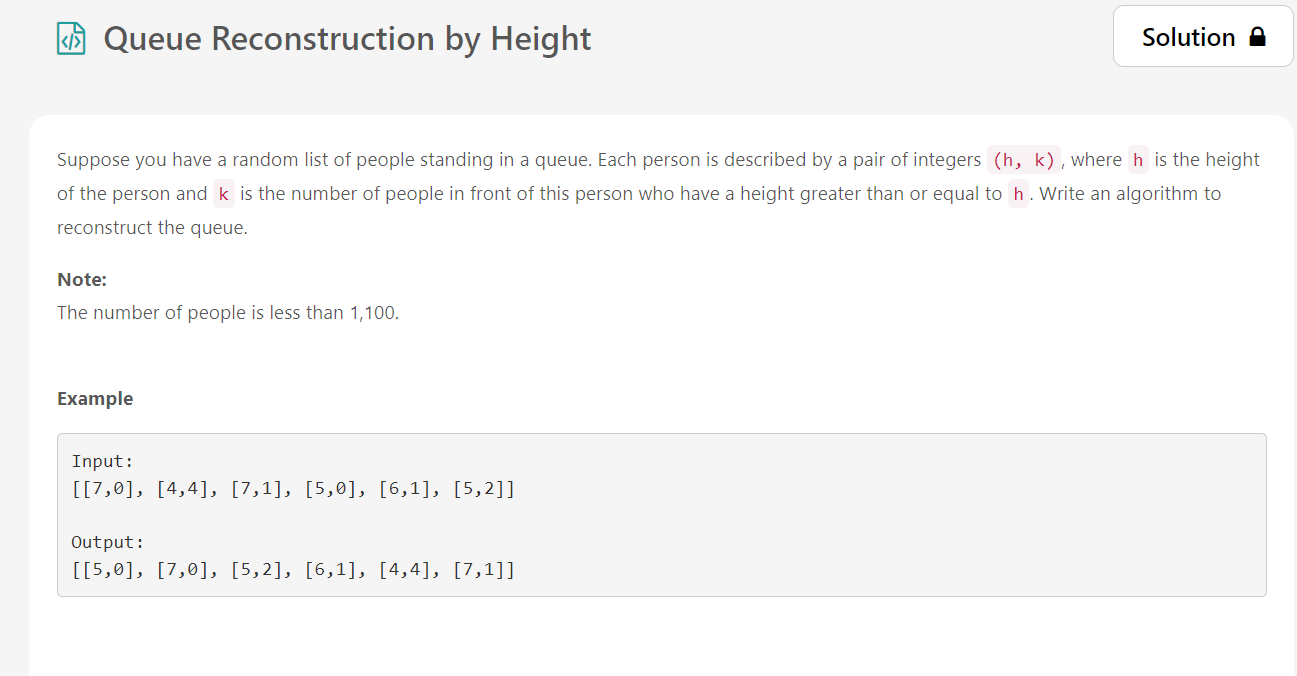 Queue Reconstruction by Height
Solution
Suppose you have a random list of people standing in a queue. Each person is described by a pair of integers (h, k), where h is the height
of the person and k is the number of people in front of this person who have a height greater than or equal to h. Write an algorithm to
reconstruct the queue.
Note:
The number of people is less than 1,100.
Example
Input:
[[7,0], [4,4], [7,1], [5,0], [6,1], [5,2]]
Output:
[[5,0], [7,0], [5,2], [6,1], [4,4], [7,1]]